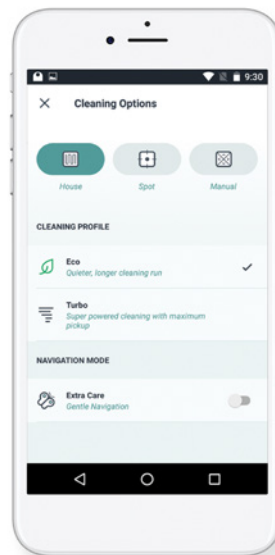 9:30
Cleaning Options
House Spot Manual
CLEANING PROFILE
Eco
Quieter, longer cleaning run
Turbo
Super powered cleaning with maximum
pickup
NAVIGATION MODE
Extra Care
Gentle Navigation